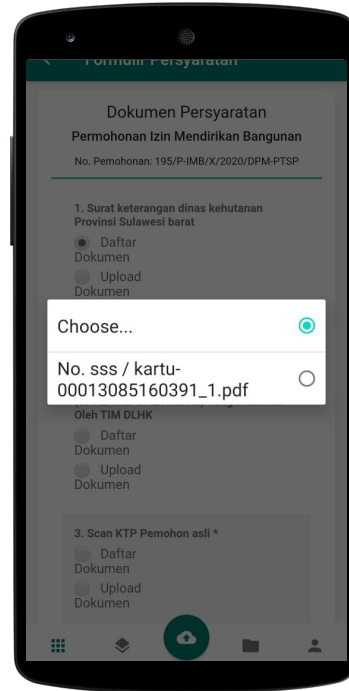 Formulir Persyaratan
Dokumen Persyaratan
Permohonan Izin Mendirikan Bangunan
No. Pemohonan: 195/P-IMB/X/2020/DPM-PTSP
1. Surat keterangan dinas kehutanan
Provinsi Sulawesi barat
Daftar
Dokumen
Upload
Dokumen
Choose...
No. sss / kartu-
00013085160391_1.pdf
Oleh TIM DLHK
Daftar
Dokumen
Upload
Dokumen
3. Scan KTP Pemohon asli *
Daftar
Dokumen
Upload
Dokumen